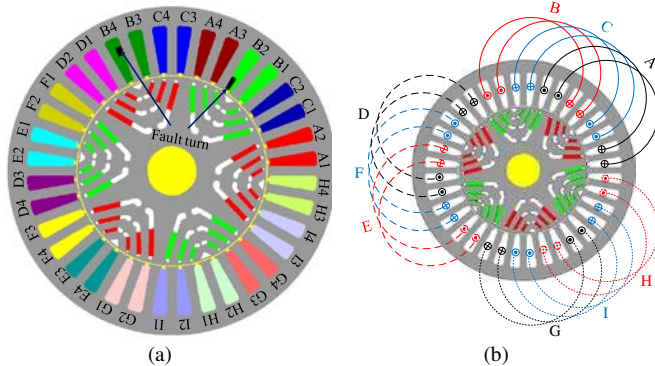 B4 B3 C4 C3 A4 A3 B2 B1 C2 C1 A2 A1 H4 H3 I4 I3 G4 G3 H2 H1 I2 I1 G2 G1 E4 E3 F4 F3 D4 D3 E2 E1 F2 F1 D2 D1
Fault turn
(a)
B
C
A
D
F
E
H
I
G
(b)